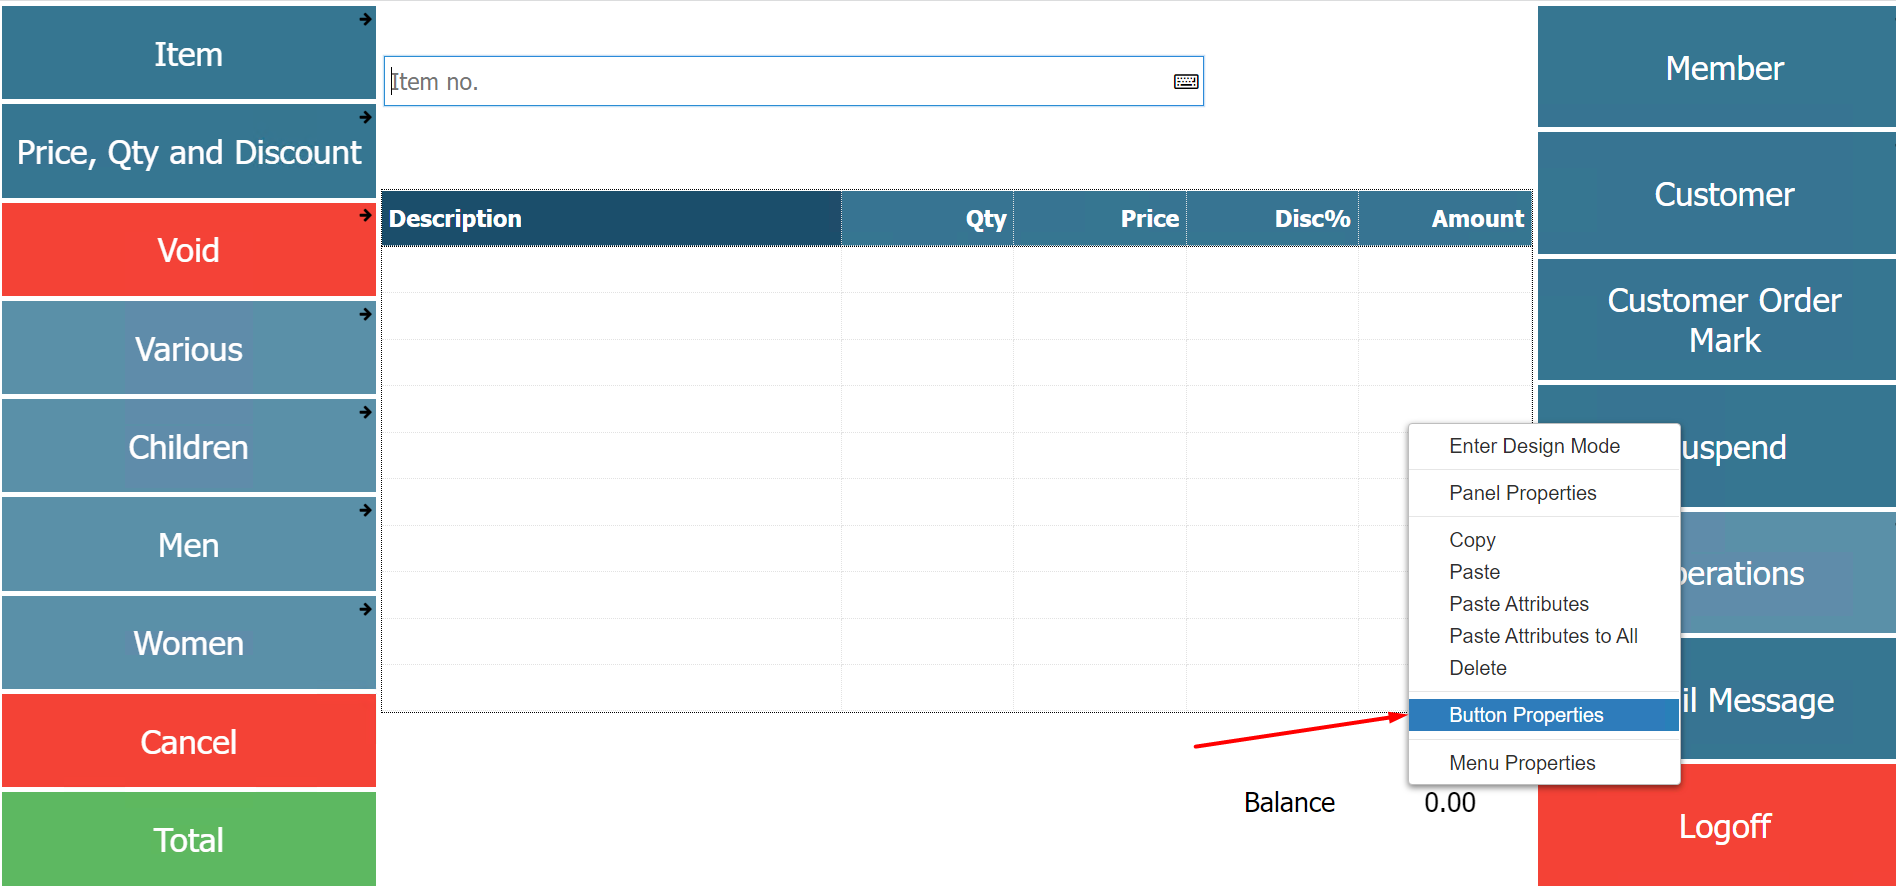 Item
Price, Qty and Discount
Void
Various
Children
Men
Women
Cancel
Total
Item no.
Description Qty Price Disc% Amount
Balance 0.00
Enter Design Mode
Panel Properties
Copy
Paste
Paste Attributes
Paste Attributes to All
Delete
Button Properties
Menu Properties
Member
Customer
Customer Order
Mark
uspend
perations
il Message
Logoff